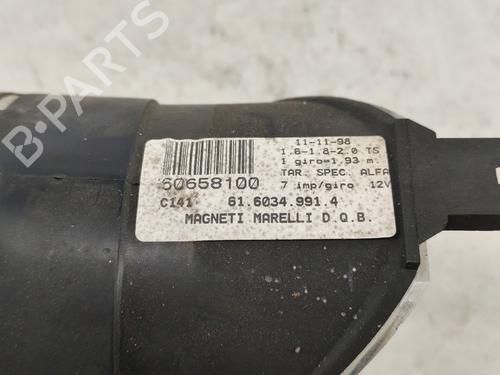 11-11-98
1.6-1.8-2.0 TS
1 giro=1.93 m.
TAR. SPEC. ALFA
60658100
7 imp/giro 12V
C141
61.6034.991.4
MAGNETI MARELLI D.Q.B.
B-PARTS